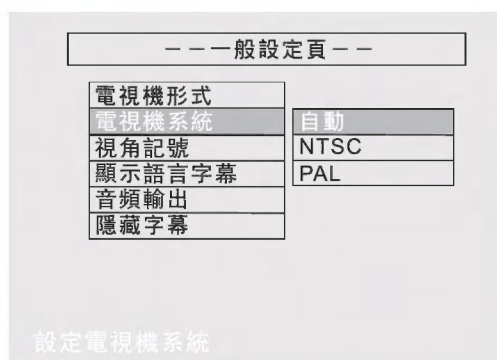 －－一般設定頁－－
電視機形式
電視機系統
自動
視角記號
NTSC
顯示語言字幕
PAL
音頻輸出
隱藏字幕
設定電視機系統